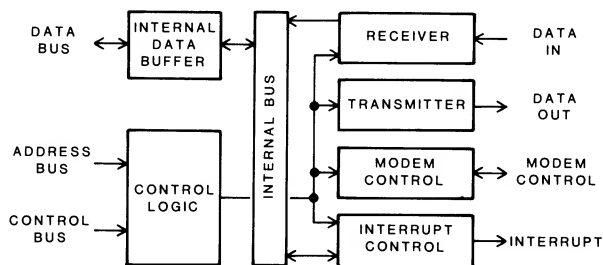 DATA
BUS
INTERNAL
DATA
BUFFER
INTERNAL BUS
RECEIVER
DATA
IN
TRANSMITTER
DATA
OUT
ADDRESS
BUS
CONTROL
BUS
CONTROL
LOGIC
MODEM
CONTROL
MODEM
CONTROL
INTERRUPT
CONTROL
INTERRUPT